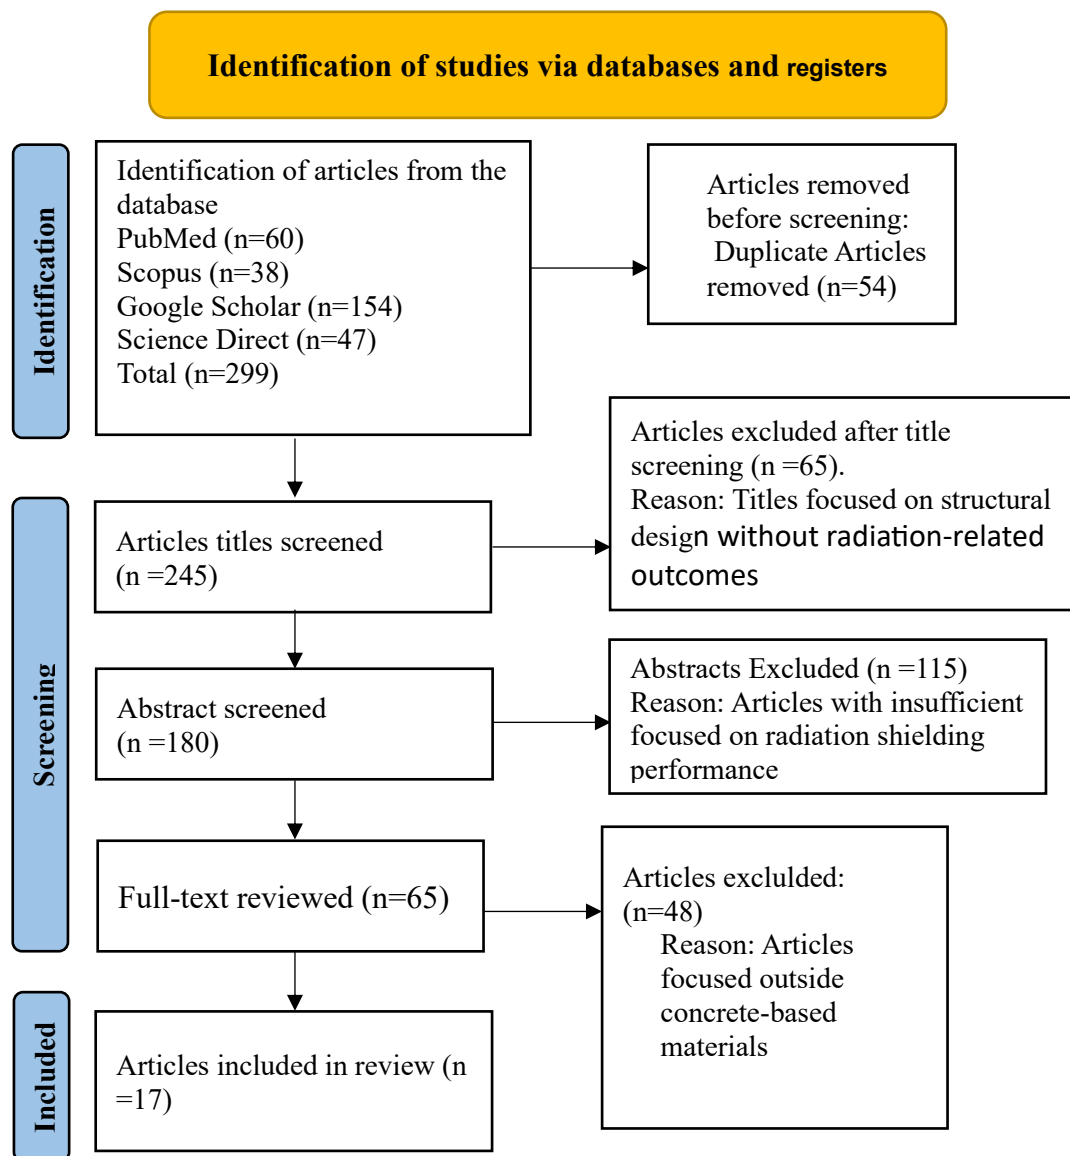 Identification of studies via databases and registers
Identification
Identification of articles from the
database
PubMed (n=60)
Scopus (n=38)
Google Scholar (n=154)
Science Direct (n=47)
Total (n=299)
Articles removed
before screening:
Duplicate Articles
removed (n=54)
Screening
Articles titles screened
(n =245)
Articles excluded after title
screening (n =65).
Reason: Titles focused on structural
design without radiation-related
outcomes
Abstract screened
(n =180)
Abstracts Excluded (n =115)
Reason: Articles with insufficient
focused on radiation shielding
performance
Full-text reviewed (n=65)
Articles exclulded:
(n=48)
Reason: Articles
focused outside
concrete-based
materials
Included
Articles included in review (n
=17)